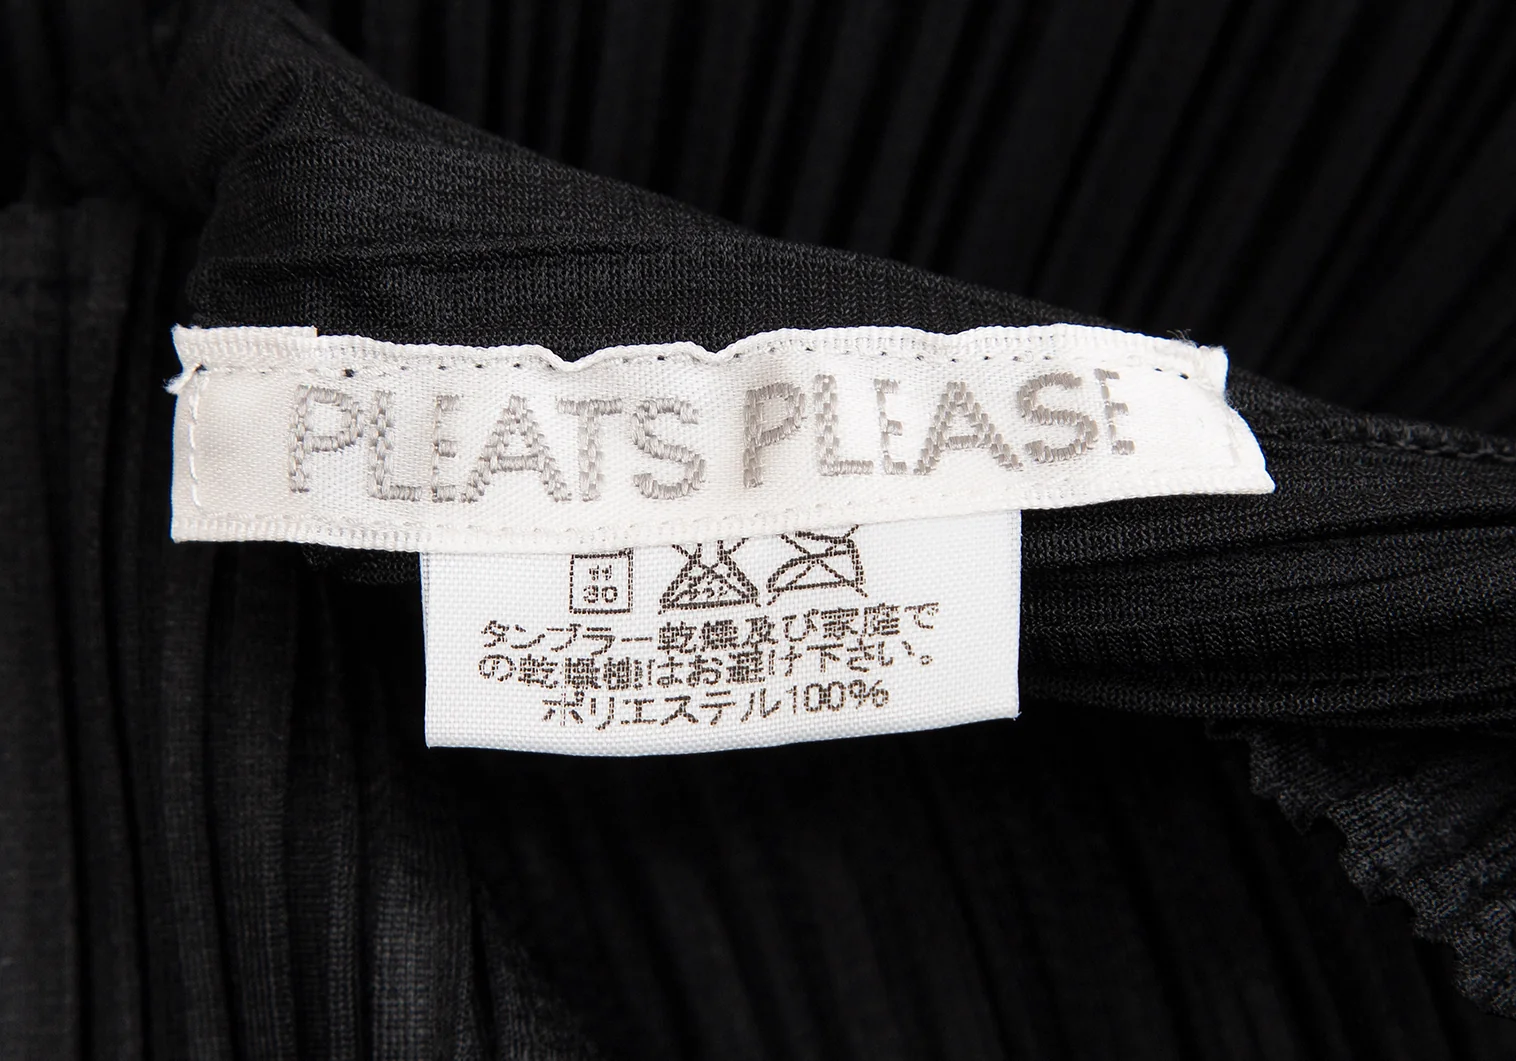 PLEATS PLEASE
30
タンブラー乾燥及び家庭で
の乾燥機はお避け下さい。
ポリエステル100%